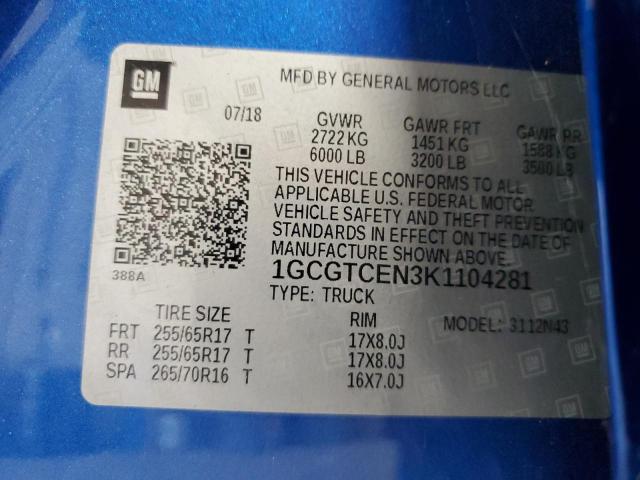 GM
MFD BY GENERAL MOTORS LLC
07/18
GVWR GAWR FRT GAWR RR
2722 KG 1451 KG 1588 KG
6000 LB 3200 LB 3500 LB
THIS VEHICLE CONFORMS TO ALL
APPLICABLE U.S. FEDERAL MOTOR
VEHICLE SAFETY AND THEFT PREVENTION
STANDARDS IN EFFECT ON THE DATE OF
MANUFACTURE SHOWN ABOVE.
388A
1GCGTCEN3K1104281
TYPE: TRUCK
TIRE SIZE RIM MODEL: 3112N43
FRT 255/65R17 T 17X8.0J
RR 255/65R17 T 17X8.0J
SPA 265/70R16 T 16X7.0J